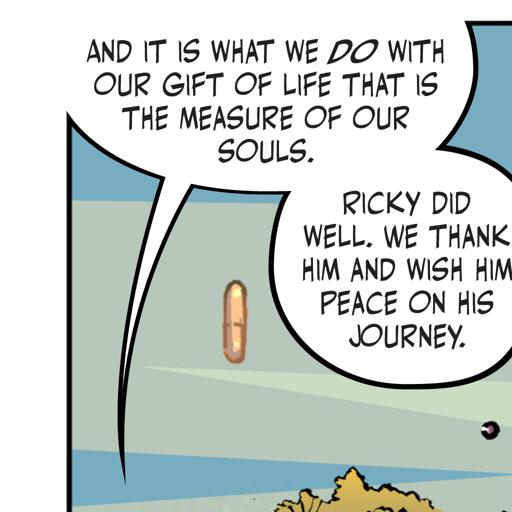 AND IT IS WHAT WE DO WITH
OUR GIFT OF LIFE THAT IS
THE MEASURE OF OUR
SOULS.
RICKY DID
WELL. WE THANK
HIM AND WISH HIM
PEACE ON HIS
JOURNEY.